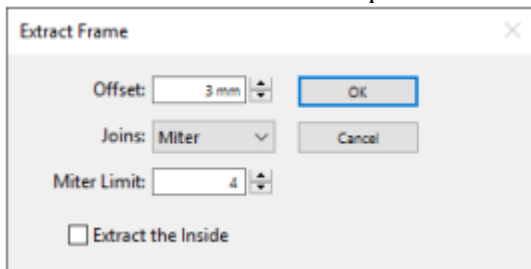 Extract Frame
Offset: 3 mm OK
Joins: Miter Cancel
Miter Limit: 4
Extract the Inside